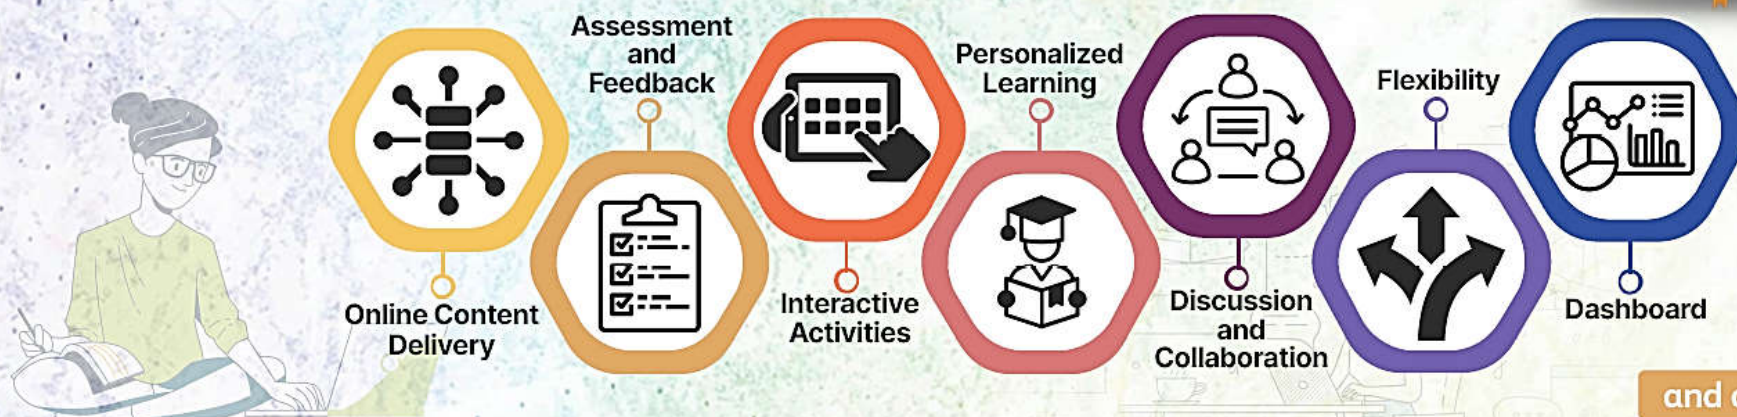 Online Content
Delivery
Assessment
and
Feedback
Interactive
Activities
Personalized
Learning
Discussion
and
Collaboration
Flexibility
Dashboard
and